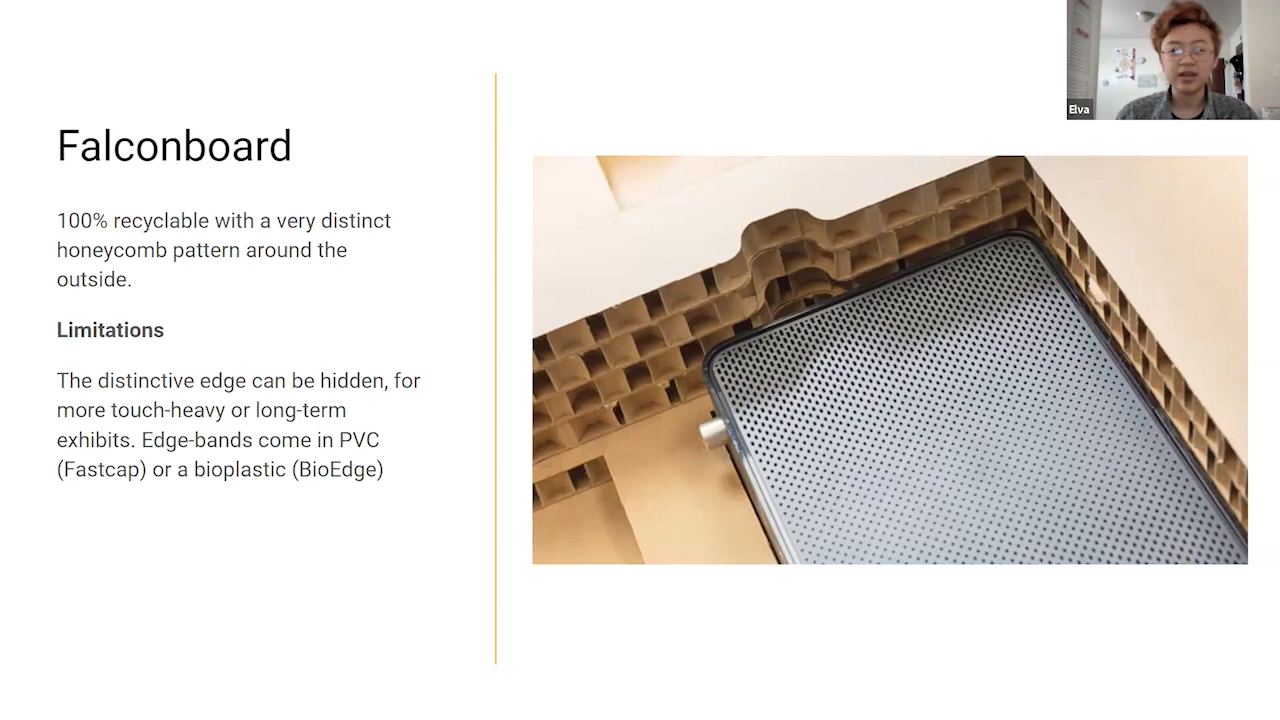 Elva
Falconboard
100% recyclable with a very distinct
honeycomb pattern around the
outside.
Limitations
The distinctive edge can be hidden, for
more touch-heavy or long-term
exhibits. Edge-bands come in PVC
(Fastcap) or a bioplastic (BioEdge)